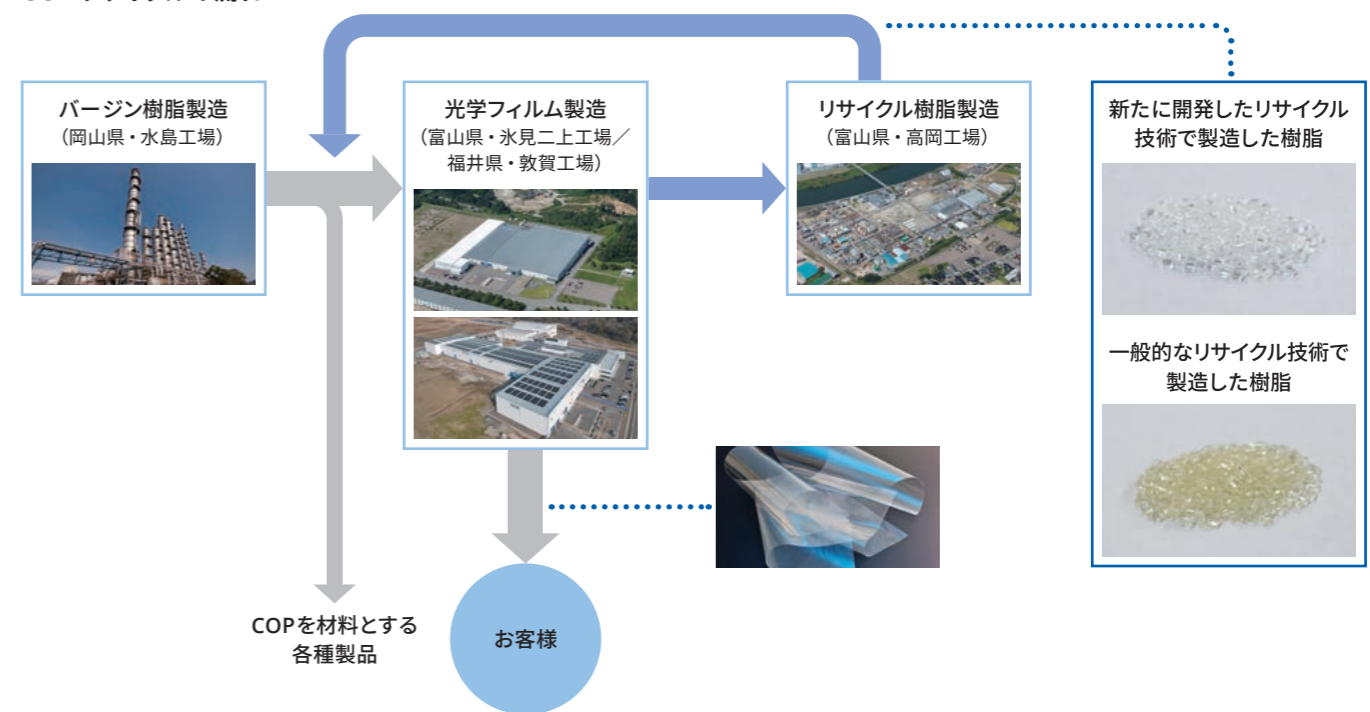 バージン樹脂製造
（岡山県・水島工場）
光学フィルム製造
（富山県・氷見二上工場／
福井県・敦賀工場）
リサイクル樹脂製造
（富山県・高岡工場）
新たに開発したリサイクル
技術で製造した樹脂
一般的なリサイクル技術で
製造した樹脂
COPを材料とする
各種製品
お客様